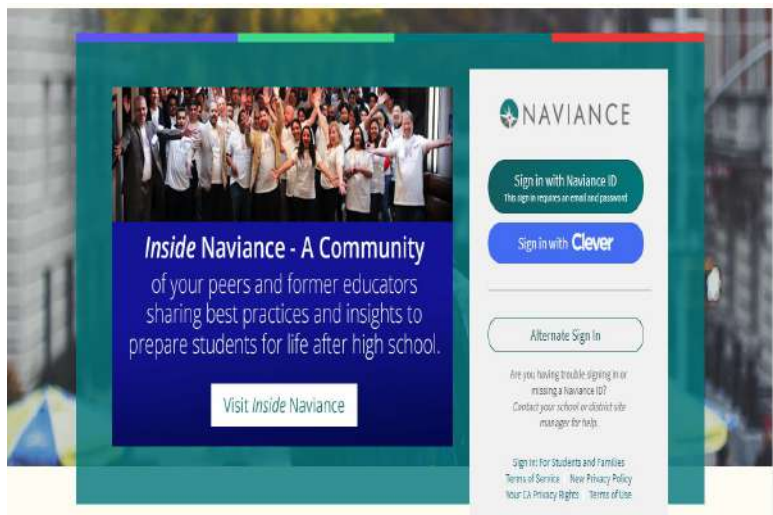 Inside Naviance - A Community
of your peers and former educators
sharing best practices and insights to
prepare students for life after high school.
Visit Inside Naviance
NAVIANCE
Sign in with Naviance ID
This sign in requires an email and password
Sign in with Clever
Alternate Sign In
Are you having trouble signing in or
missing a Naviance ID?
Contact your school or district site
manager for help.
Sign In: For Students and Families
Terms of Service New Privacy Policy
Your CA Privacy Rights Terms of Use